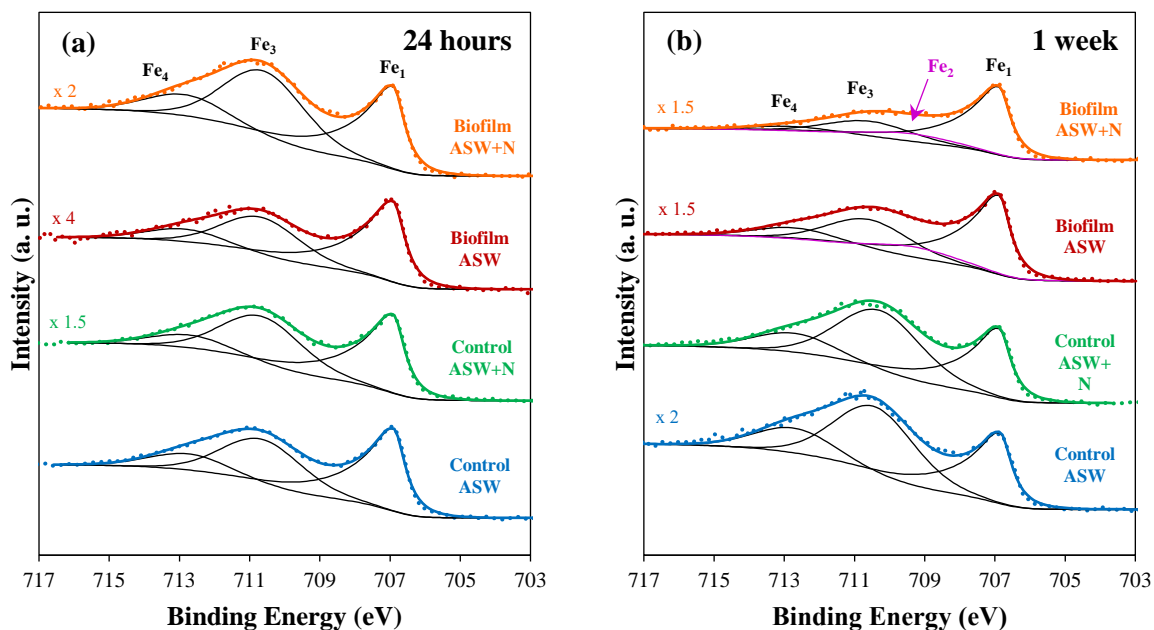 (a)
24 hours
Fe3
Fe4
Fe1
x 2
Biofilm
ASW+N
x 4
Biofilm
ASW
x 1.5
Control
ASW+N
Control
ASW
Intensity (a. u.)
717 715 713 711 709 707 705 703
Binding Energy (eV)
(b)
1 week
Fe2
Fe1
Fe3
Fe4
x 1.5
Biofilm
ASW+N
x 1.5
Biofilm
ASW
Control
ASW+
N
x 2
Control
ASW
Intensity (a. u.)
717 715 713 711 709 707 705 703
Binding Energy (eV)